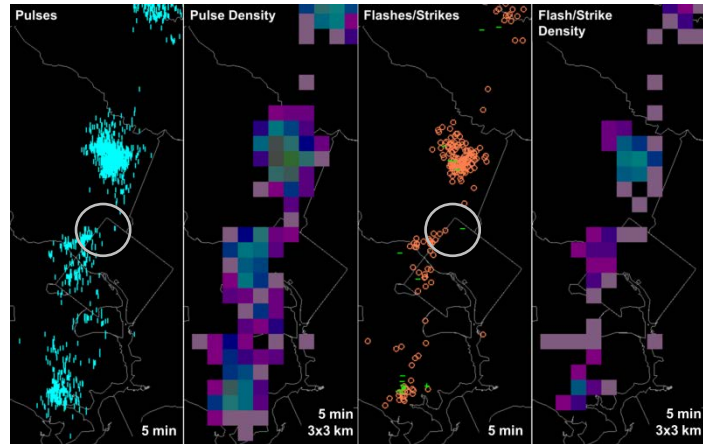 Pulses
Pulse Density
Flashes/Strikes
Flash/Strike
Density
5 min
5 min
3x3 km
5 min
5 min
3x3 km